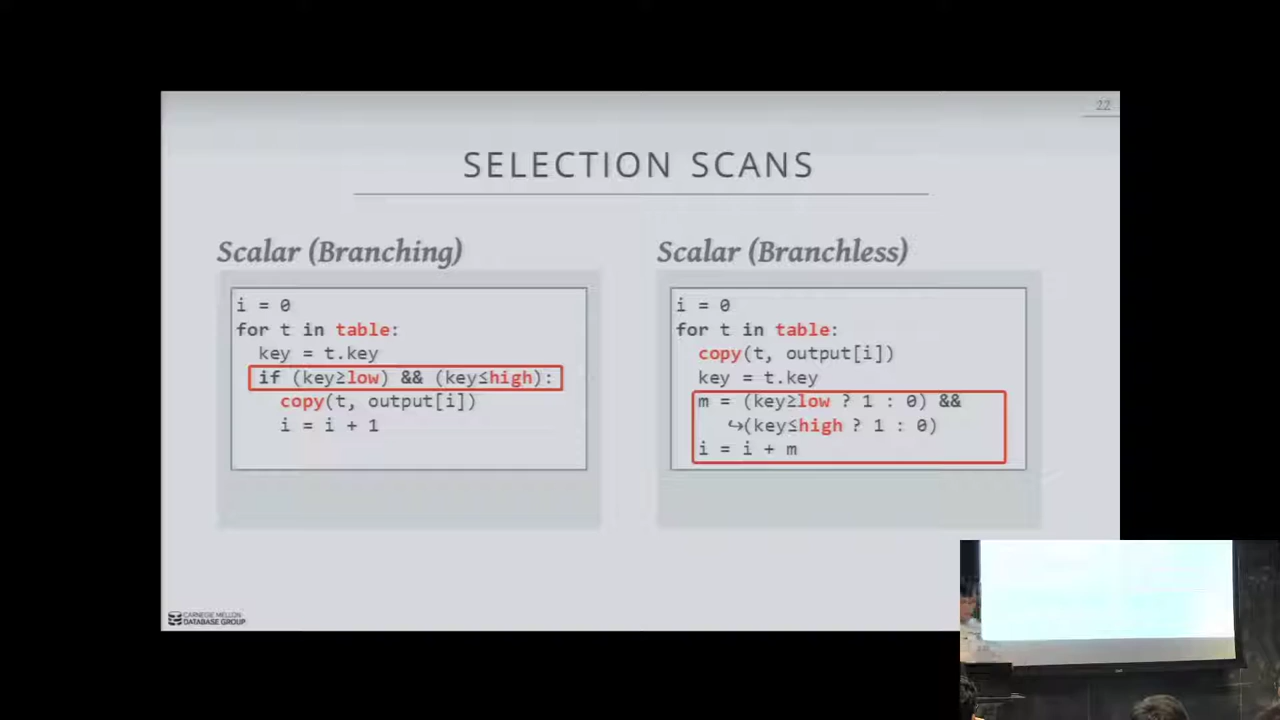 22
SELECTION SCANS
Scalar (Branching)
i = 0
for t in table:
key = t.key
if (key≥low) && (key≤high):
copy(t, output[i])
i = i + 1
Scalar (Branchless)
i = 0
for t in table:
copy(t, output[i])
key = t.key
m = (key≥low ? 1 : 0) &&
↪(key≤high ? 1 : 0)
i = i + m
CARNEGIE MELLON
DATABASE GROUP